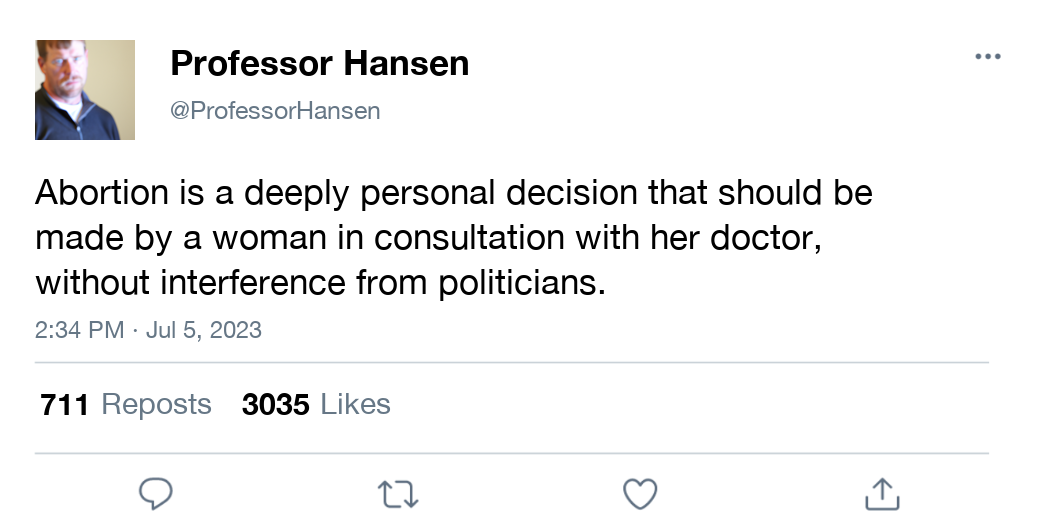 Professor Hansen
@ProfessorHansen
Abortion is a deeply personal decision that should be
made by a woman in consultation with her doctor,
without interference from politicians.
2:34 PM · Jul 5, 2023
711 Reposts 3035 Likes